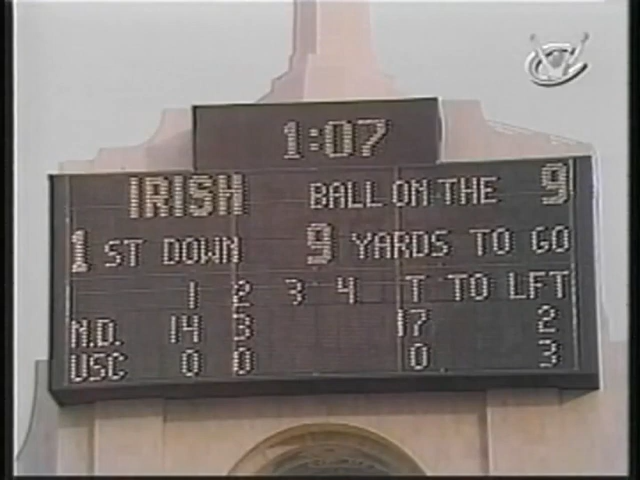 1:07
IRISH BALL ON THE 9
1 ST DOWN 9 YARDS TO GO
1 2 3 4 T TO LFT
N.D. 14 3 17 2
USC 0 0 0 3